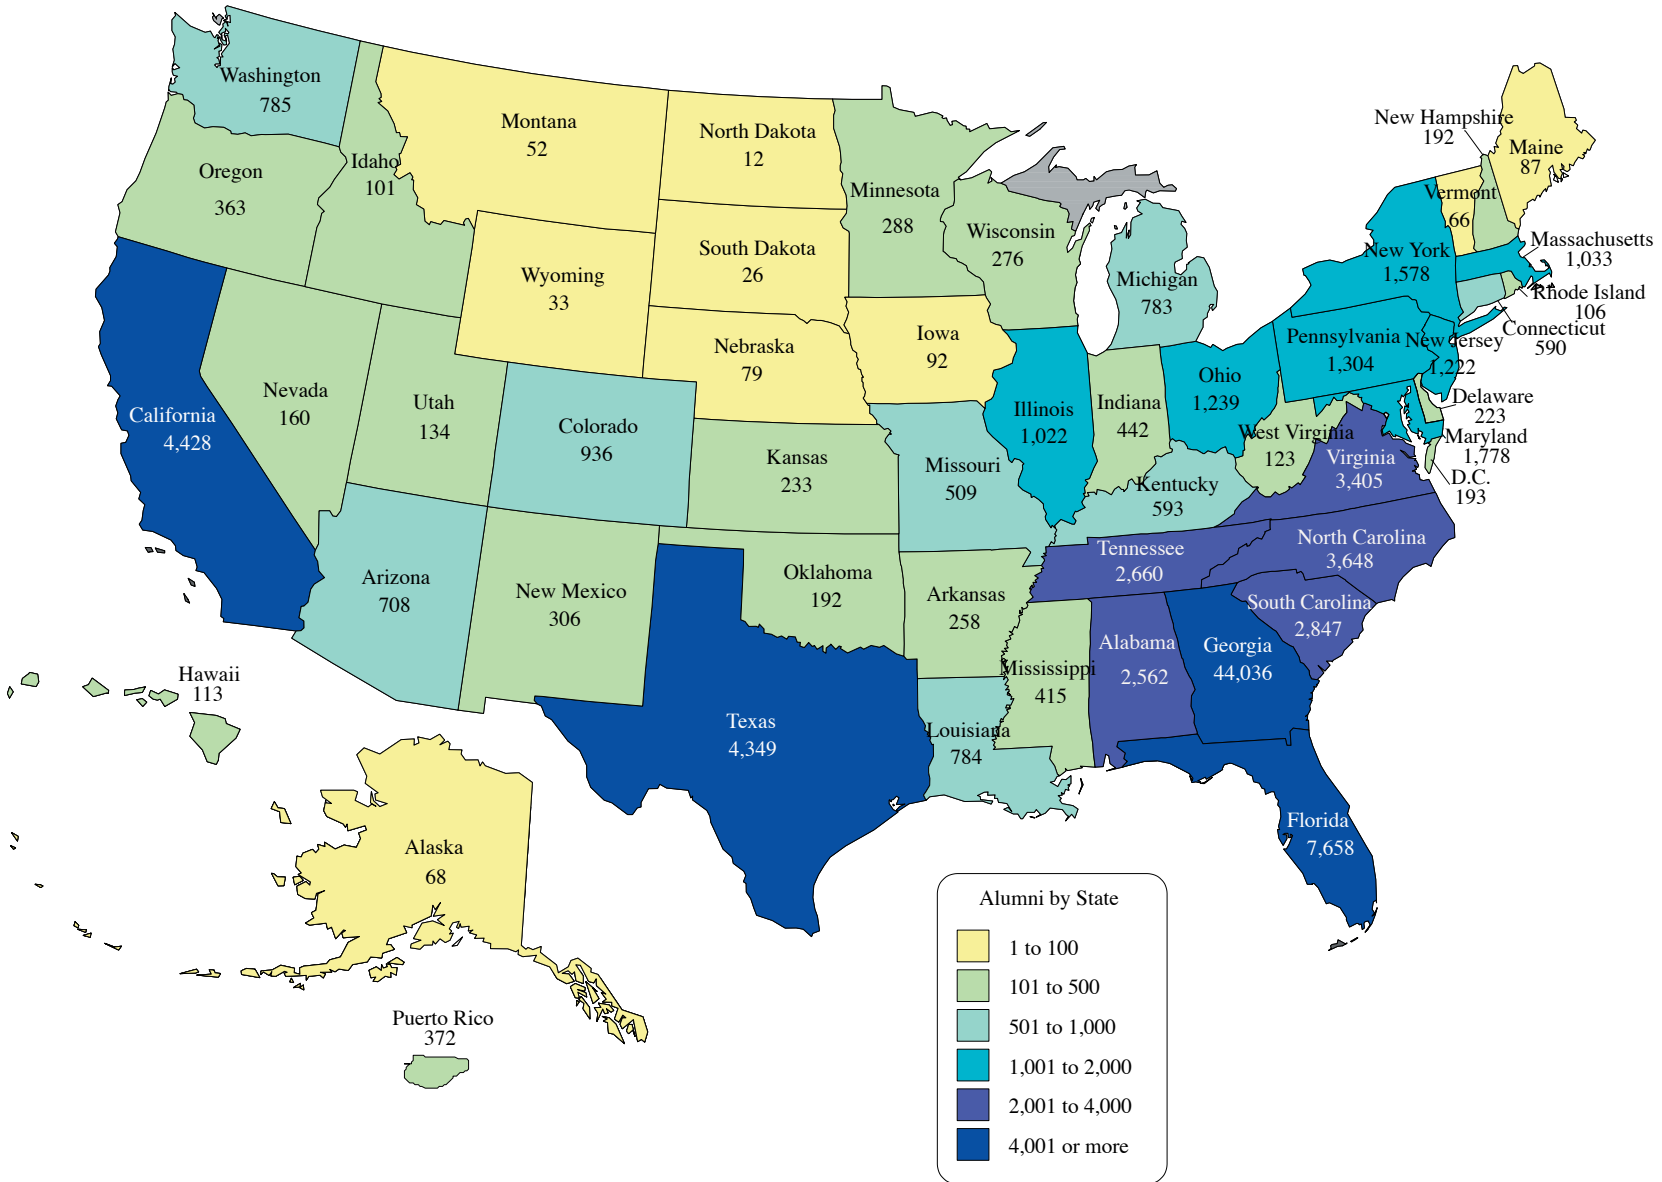 Washington
785
Oregon
363
Idaho
101
Montana
52
North Dakota
12
Minnesota
288
Wisconsin
276
South Dakota
26
Wyoming
33
Michigan
783
New Hampshire
192
Maine
87
Vermont
66
New York
1,578
Massachusetts
1,033
Rhode Island
106
Connecticut
590
Pennsylvania
1,304
New Jersey
1,222
Delaware
223
Maryland
1,778
D.C.
193
California
4,428
Nevada
160
Utah
134
Colorado
936
Nebraska
79
Iowa
92
Kansas
233
Missouri
509
Illinois
1,022
Indiana
442
Ohio
1,239
West Virginia
123
Virginia
3,405
Kentucky
593
Tennessee
2,660
North Carolina
3,648
South Carolina
2,847
Arizona
708
New Mexico
306
Oklahoma
192
Arkansas
258
Mississippi
415
Alabama
2,562
Georgia
44,036
Texas
4,349
Louisiana
784
Florida
7,658
Hawaii
113
Alaska
68
Puerto Rico
372
Alumni by State
1 to 100
101 to 500
501 to 1,000
1,001 to 2,000
2,001 to 4,000
4,001 or more